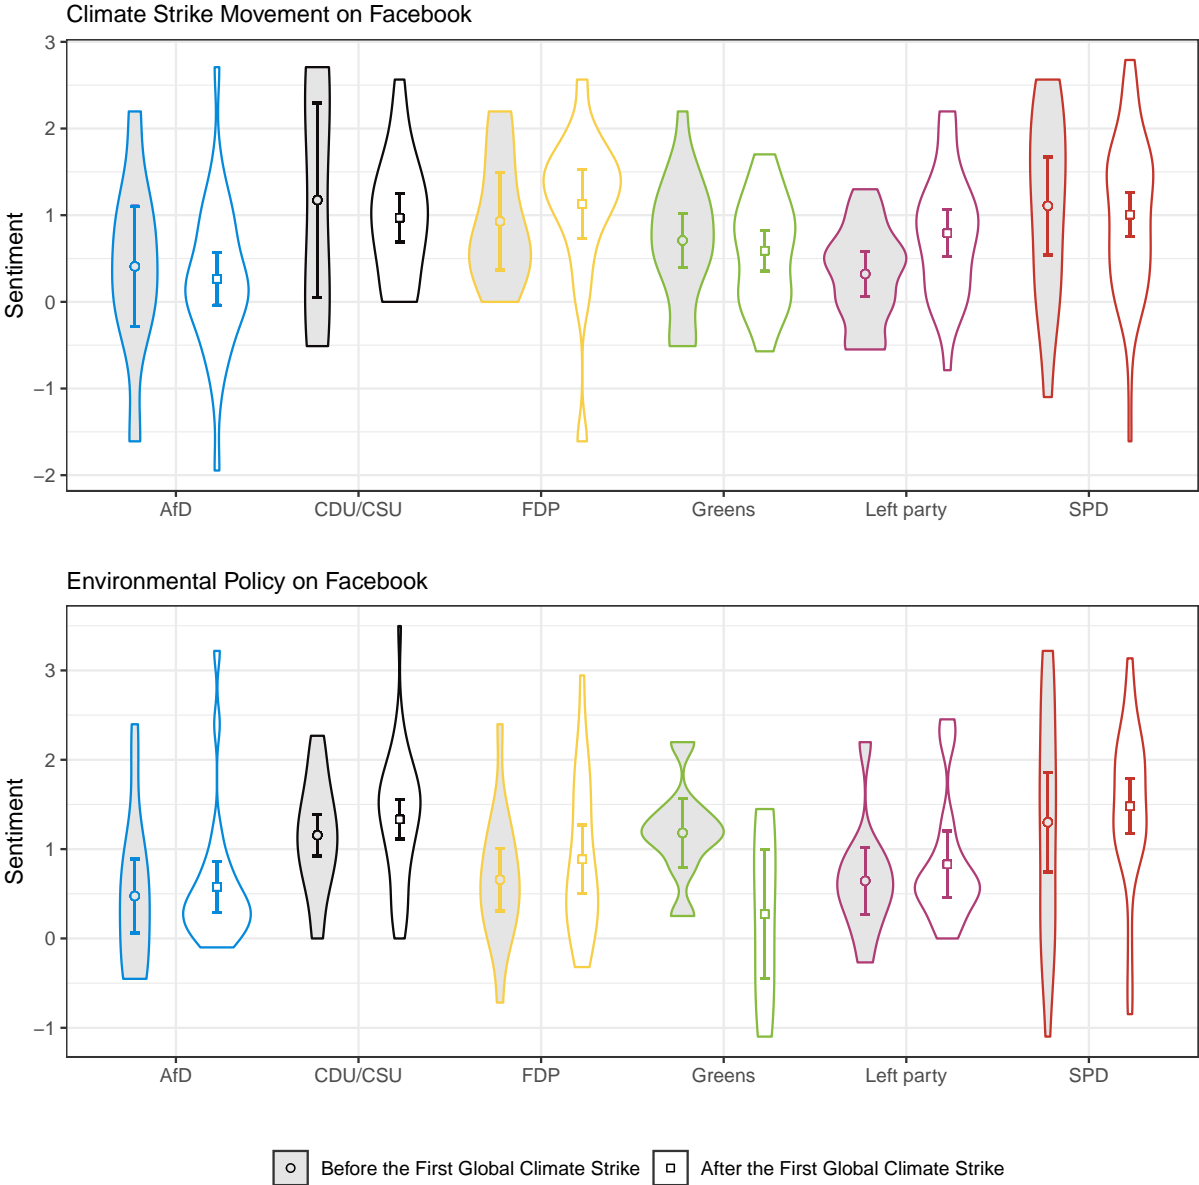 Climate Strike Movement on Facebook
Sentiment
3
2
1
0
−1
−2
AfD CDU/CSU FDP Greens Left party SPD
Environmental Policy on Facebook
Sentiment
3
2
1
0
−1
AfD CDU/CSU FDP Greens Left party SPD
Before the First Global Climate Strike After the First Global Climate Strike